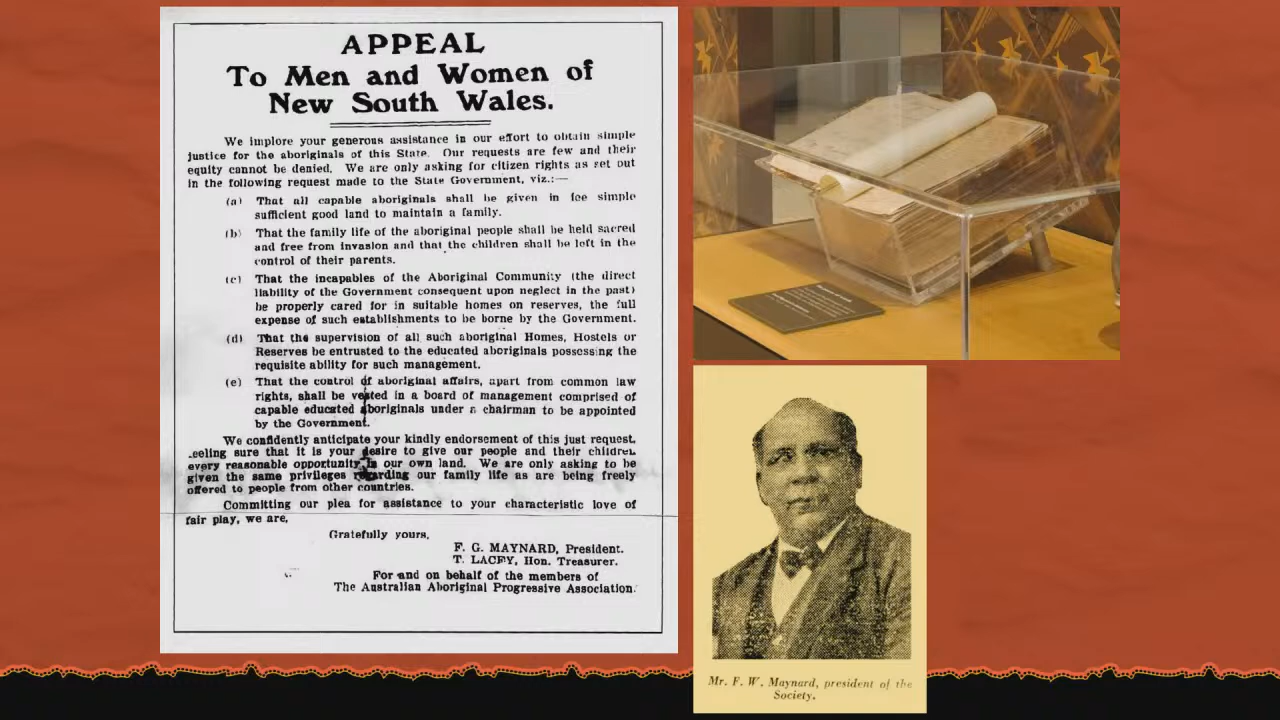 APPEAL
To Men and Women of
New South Wales.
We implore your generous assistance in our effort to obtain simple
justice for the aboriginals of this State. Our requests are few and their
equity cannot be denied. We are only asking for citizen rights as set out
in the following request made to the State Government, viz.:—
(a) That all capable aboriginals shall be given in fee simple
sufficient good land to maintain a family.
(b) That the family life of the aboriginal people shall be held sacred
and free from invasion and that the children shall be left in the
control of their parents.
(c) That the incapables of the Aboriginal Community (the direct
liability of the Government consequent upon neglect in the past)
be properly cared for in suitable homes on reserves, the full
expense of such establishments to be borne by the Government.
(d) That the supervision of all such aboriginal Homes, Hostels or
Reserves be entrusted to the educated aboriginals possessing the
requisite ability for such management.
(e) That the control of aboriginal affairs, apart from common law
rights, shall be vested in a board of management comprised of
capable educated aboriginals under a chairman to be appointed
by the Government.
We confidently anticipate your kindly endorsement of this just request,
eeling sure that it is your desire to give our people and their children
every reasonable opportunity in our own land. We are only asking to be
given the same privileges regarding our family life as are being freely
offered to people from other countries.
Committing our plea for assistance to your characteristic love of
fair play, we are,
Gratefully yours,
F. G. MAYNARD, President.
T. LACEY, Hon. Treasurer.
For and on behalf of the members of
The Australian Aboriginal Progressive Association.
Mr. F. W. Maynard, president of the
Society.